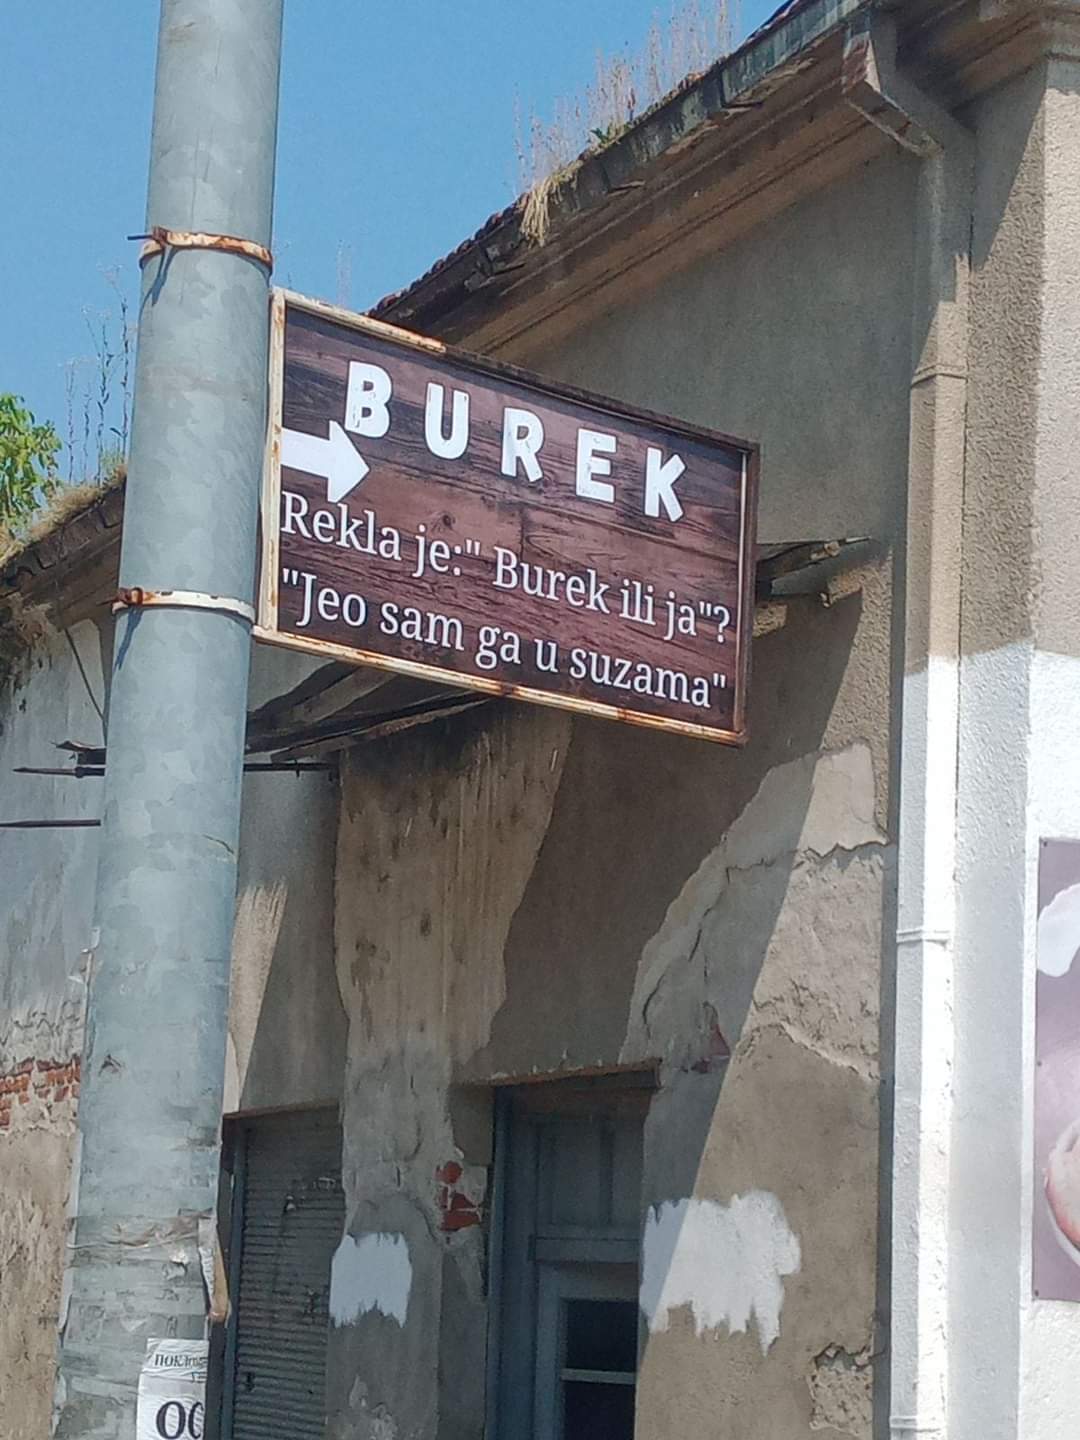 BUREK
Rekla je:" Burek ili ja"?
"Jeo sam ga u suzama"